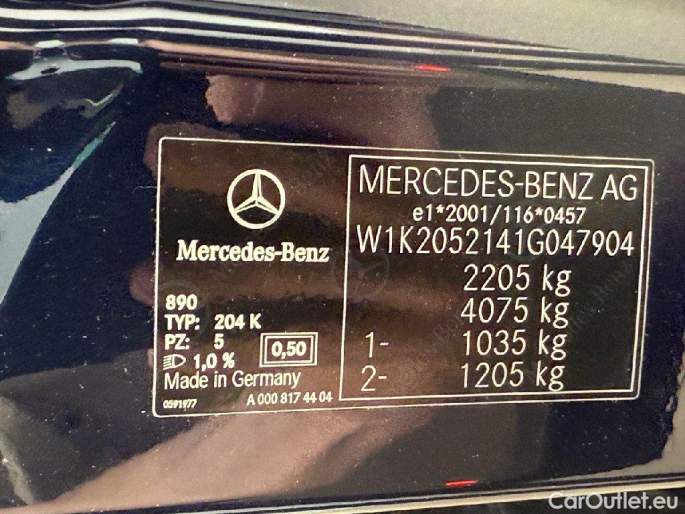 Mercedes-Benz
890
TYP: 204 K
PZ: 5
1,0 % 0,50
Made in Germany
0591977 A 000 817 44 04
MERCEDES-BENZ AG
e1*2001/116*0457
W1K2052141G047904
2205 kg
4075 kg
1- 1035 kg
2- 1205 kg
CarOutlet.eu